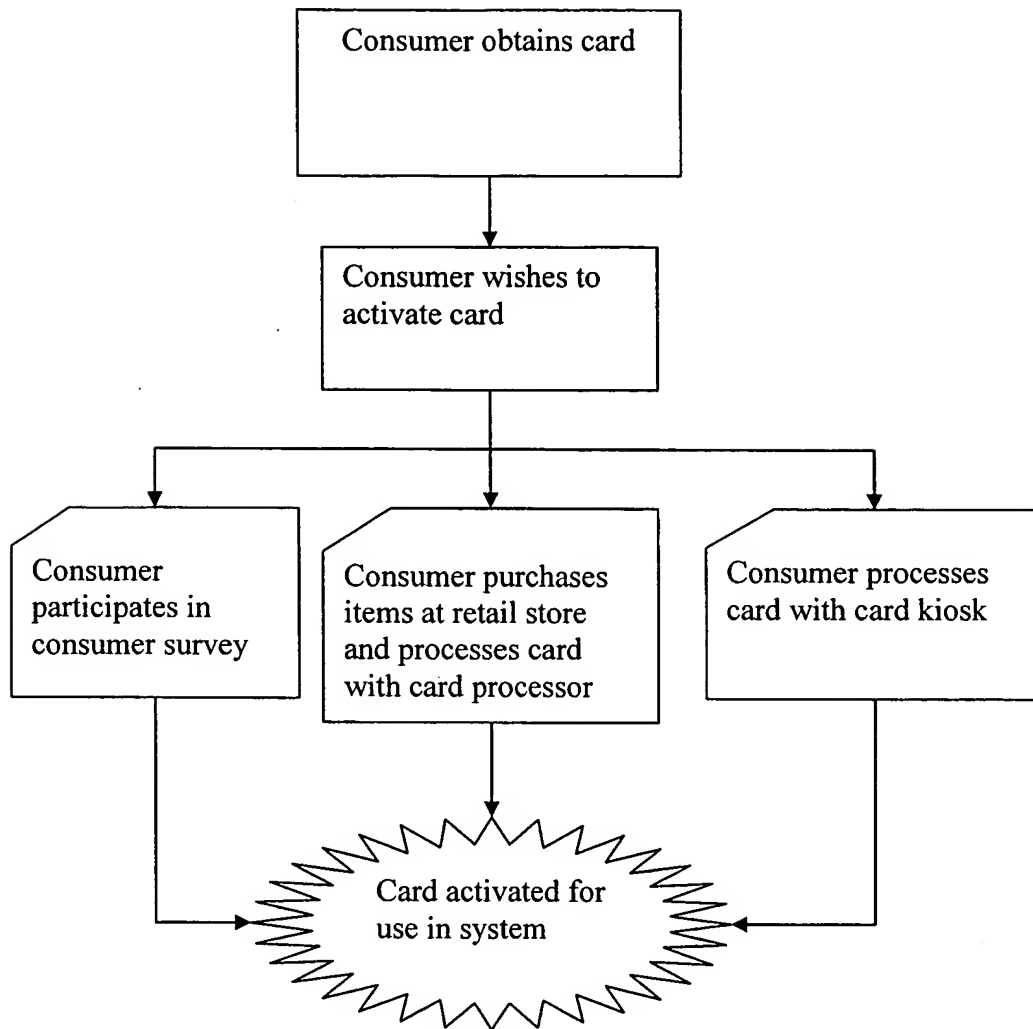 Consumer obtains card
Consumer wishes to
activate card
Consumer
participates in
consumer survey
Consumer purchases
items at retail store
and processes card
with card processor
Consumer processes
card with card kiosk
Card activated for
use in system